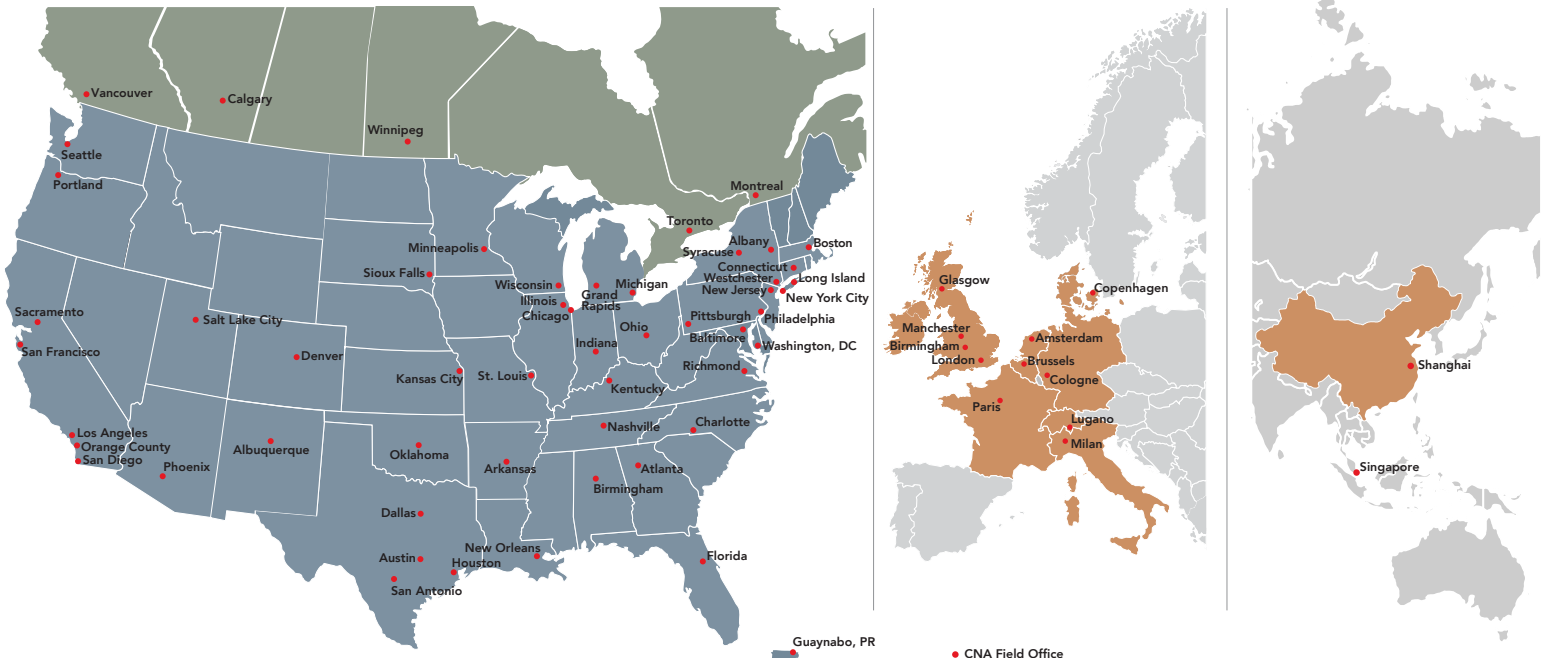 Vancouver
Calgary
Winnipeg
Seattle
Portland
Montreal
Toronto
Minneapolis
Albany
Boston
Syracuse
Sioux Falls
Connecticut
Westchester
Long Island
Wisconsin
Michigan
New Jersey
New York City
Grand
Rapids
Illinois
Chicago
Sacramento
Salt Lake City
Pittsburgh
Philadelphia
Ohio
Baltimore
Indiana
Washington, DC
San Francisco
Denver
Richmond
Kansas City
St. Louis
Kentucky
Los Angeles
Orange County
San Diego
Phoenix
Albuquerque
Oklahoma
Arkansas
Nashville
Charlotte
Atlanta
Birmingham
Dallas
Austin
New Orleans
Houston
San Antonio
Florida
Guaynabo, PR
Glasgow
Copenhagen
Manchester
Birmingham
London
Amsterdam
Brussels
Cologne
Paris
Lugano
Milan
Shanghai
Singapore
CNA Field Office